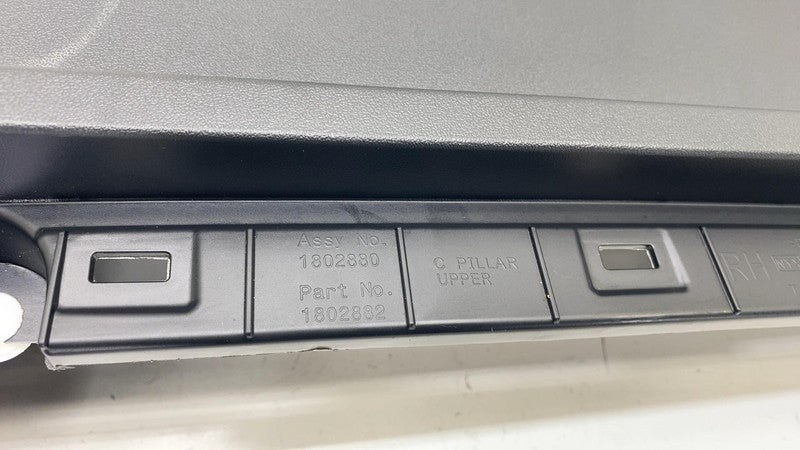 Assy No.
1802880
Part No.
1802882
C PILLAR
UPPER
RH